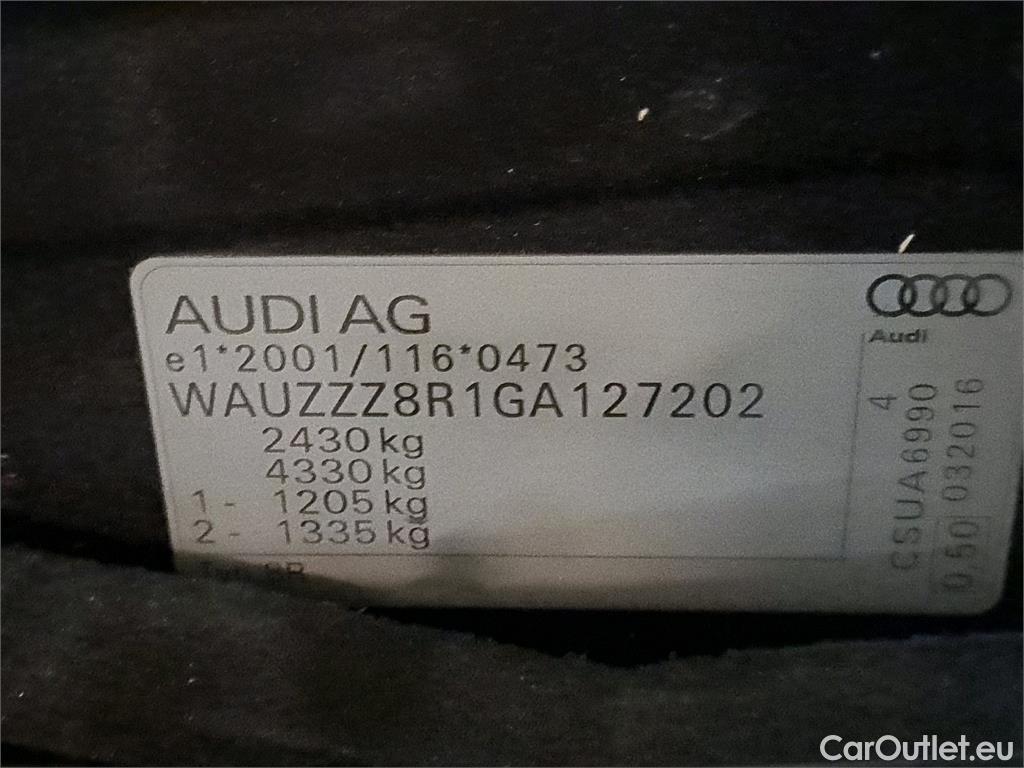 AUDI AG
e1*2001/116*0473
WAUZZZ8R1GA127202
2430 kg
4330 kg
1 - 1205 kg
2 - 1335 kg
8R
Audi
4
CSUA6990
032016
0,50
CarOutlet.eu